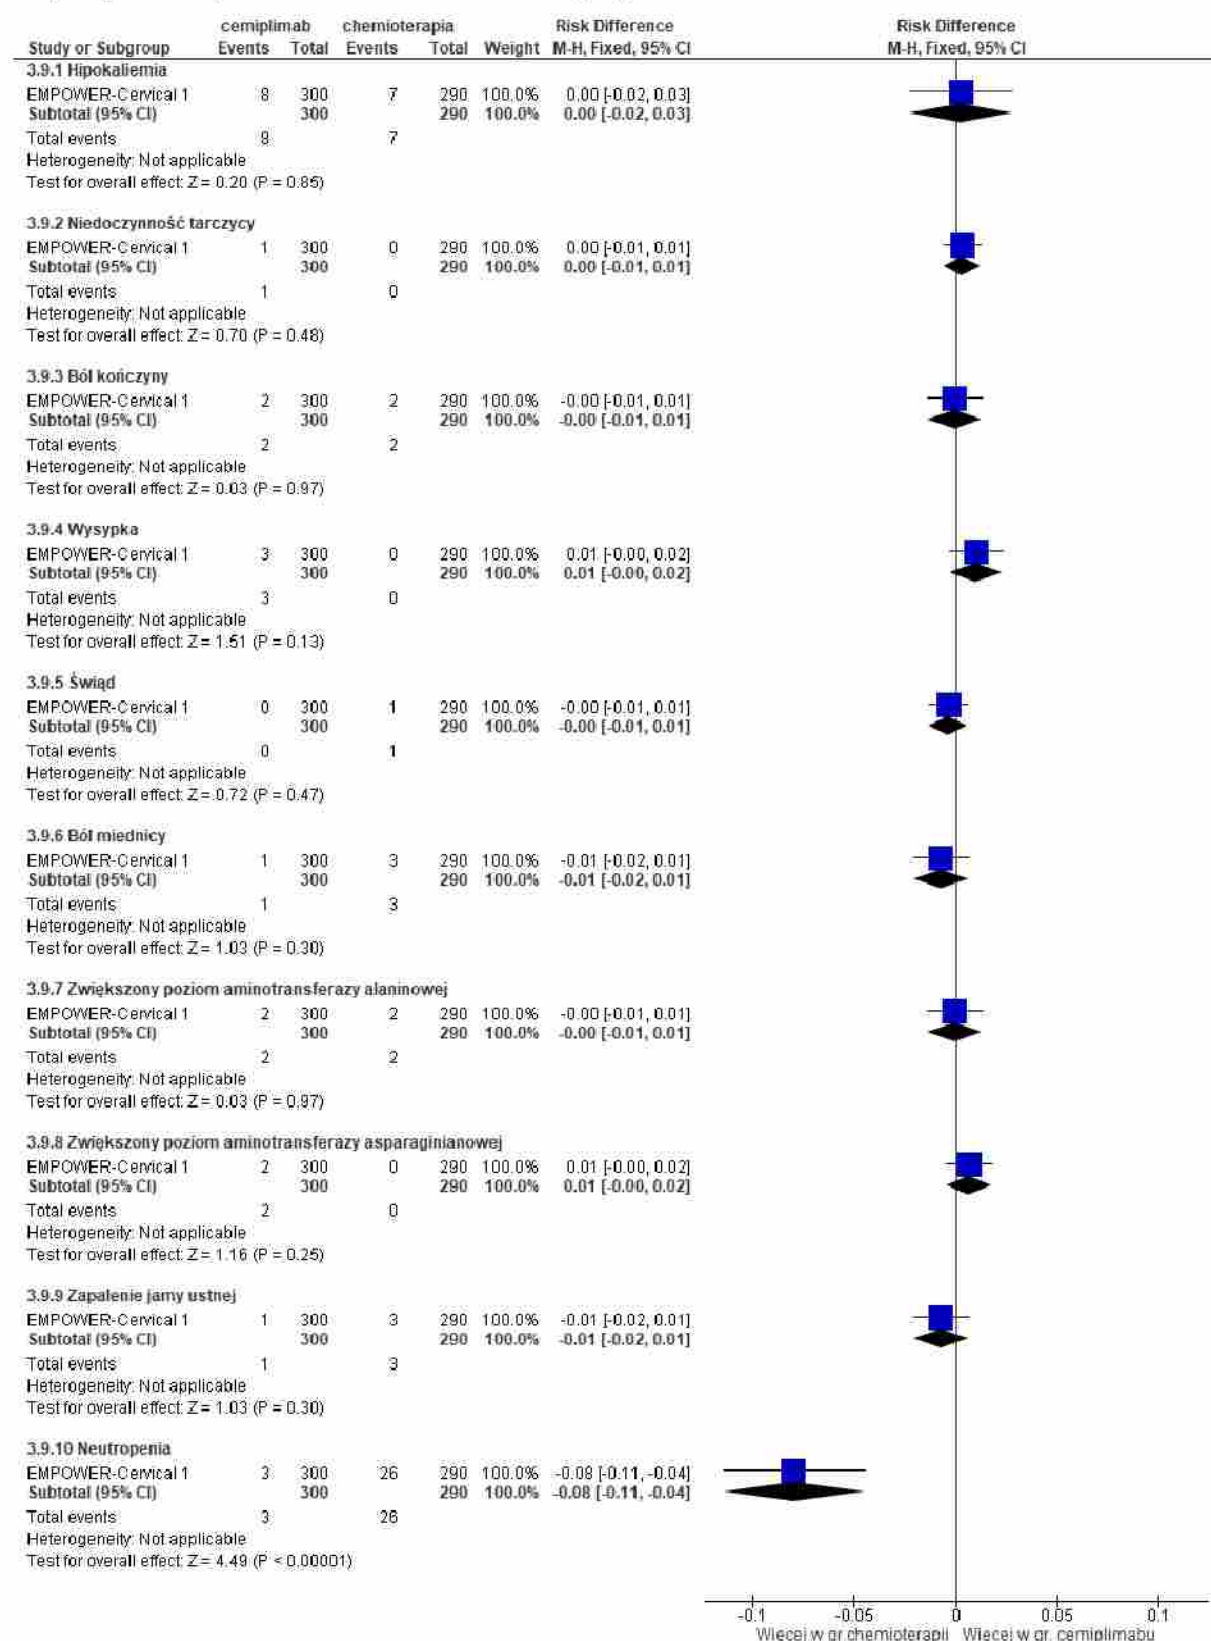 cemiplimab chemioterapia Risk Difference Risk Difference
Study or Subgroup Events Total Events Total Weight M-H, Fixed, 95% CI M-H, Fixed, 95% CI
3.9.1 Hipokaliemia
EMPOWER-Cervical 1 8 300 7 290 100.0% 0.00 [-0.02, 0.03]
Subtotal (95% CI) 300 290 100.0% 0.00 [-0.02, 0.03]
Total events 8 7
Heterogeneity: Not applicable
Test for overall effect: Z = 0.20 (P = 0.85)
3.9.2 Niedoczynność tarczycy
EMPOWER-Cervical 1 1 300 0 290 100.0% 0.00 [-0.01, 0.01]
Subtotal (95% CI) 300 290 100.0% 0.00 [-0.01, 0.01]
Total events 1 0
Heterogeneity: Not applicable
Test for overall effect: Z = 0.70 (P = 0.48)
3.9.3 Ból kończyny
EMPOWER-Cervical 1 2 300 2 290 100.0% -0.00 [-0.01, 0.01]
Subtotal (95% CI) 300 290 100.0% -0.00 [-0.01, 0.01]
Total events 2 2
Heterogeneity: Not applicable
Test for overall effect: Z = 0.03 (P = 0.97)
3.9.4 Wysypka
EMPOWER-Cervical 1 3 300 0 290 100.0% 0.01 [-0.00, 0.02]
Subtotal (95% CI) 300 290 100.0% 0.01 [-0.00, 0.02]
Total events 3 0
Heterogeneity: Not applicable
Test for overall effect: Z = 1.51 (P = 0.13)
3.9.5 Świąd
EMPOWER-Cervical 1 0 300 1 290 100.0% -0.00 [-0.01, 0.01]
Subtotal (95% CI) 300 290 100.0% -0.00 [-0.01, 0.01]
Total events 0 1
Heterogeneity: Not applicable
Test for overall effect: Z = 0.72 (P = 0.47)
3.9.6 Ból miednicy
EMPOWER-Cervical 1 1 300 3 290 100.0% -0.01 [-0.02, 0.01]
Subtotal (95% CI) 300 290 100.0% -0.01 [-0.02, 0.01]
Total events 1 3
Heterogeneity: Not applicable
Test for overall effect: Z = 1.03 (P = 0.30)
3.9.7 Zwiększony poziom aminotransferazy alaninowej
EMPOWER-Cervical 1 2 300 2 290 100.0% -0.00 [-0.01, 0.01]
Subtotal (95% CI) 300 290 100.0% -0.00 [-0.01, 0.01]
Total events 2 2
Heterogeneity: Not applicable
Test for overall effect: Z = 0.03 (P = 0.97)
3.9.8 Zwiększony poziom aminotransferazy asparaginianowej
EMPOWER-Cervical 1 2 300 0 290 100.0% 0.01 [-0.00, 0.02]
Subtotal (95% CI) 300 290 100.0% 0.01 [-0.00, 0.02]
Total events 2 0
Heterogeneity: Not applicable
Test for overall effect: Z = 1.16 (P = 0.25)
3.9.9 Zapalenie jamy ustnej
EMPOWER-Cervical 1 1 300 3 290 100.0% -0.01 [-0.02, 0.01]
Subtotal (95% CI) 300 290 100.0% -0.01 [-0.02, 0.01]
Total events 1 3
Heterogeneity: Not applicable
Test for overall effect: Z = 1.03 (P = 0.30)
3.9.10 Neutropenia
EMPOWER-Cervical 1 3 300 26 290 100.0% -0.08 [-0.11, -0.04]
Subtotal (95% CI) 300 290 100.0% -0.08 [-0.11, -0.04]
Total events 3 26
Heterogeneity: Not applicable
Test for overall effect: Z = 4.49 (P < 0.00001)
-0.1 -0.05 0 0.05 0.1
Więcej w gr.chemioterapii Więcej w gr. cemiplimabu